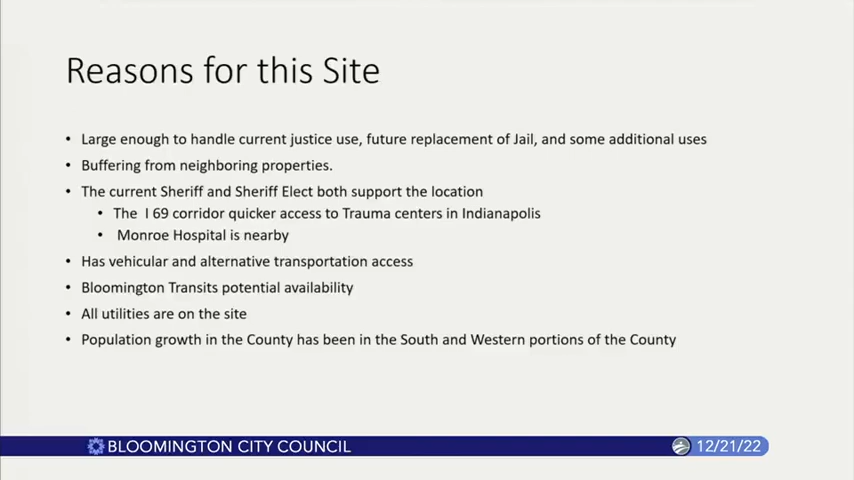 Reasons for this Site
• Large enough to handle current justice use, future replacement of Jail, and some additional uses
• Buffering from neighboring properties.
• The current Sheriff and Sheriff Elect both support the location
• The I 69 corridor quicker access to Trauma centers in Indianapolis
• Monroe Hospital is nearby
• Has vehicular and alternative transportation access
• Bloomington Transits potential availability
• All utilities are on the site
• Population growth in the County has been in the South and Western portions of the County
BLOOMINGTON CITY COUNCIL
12/21/22